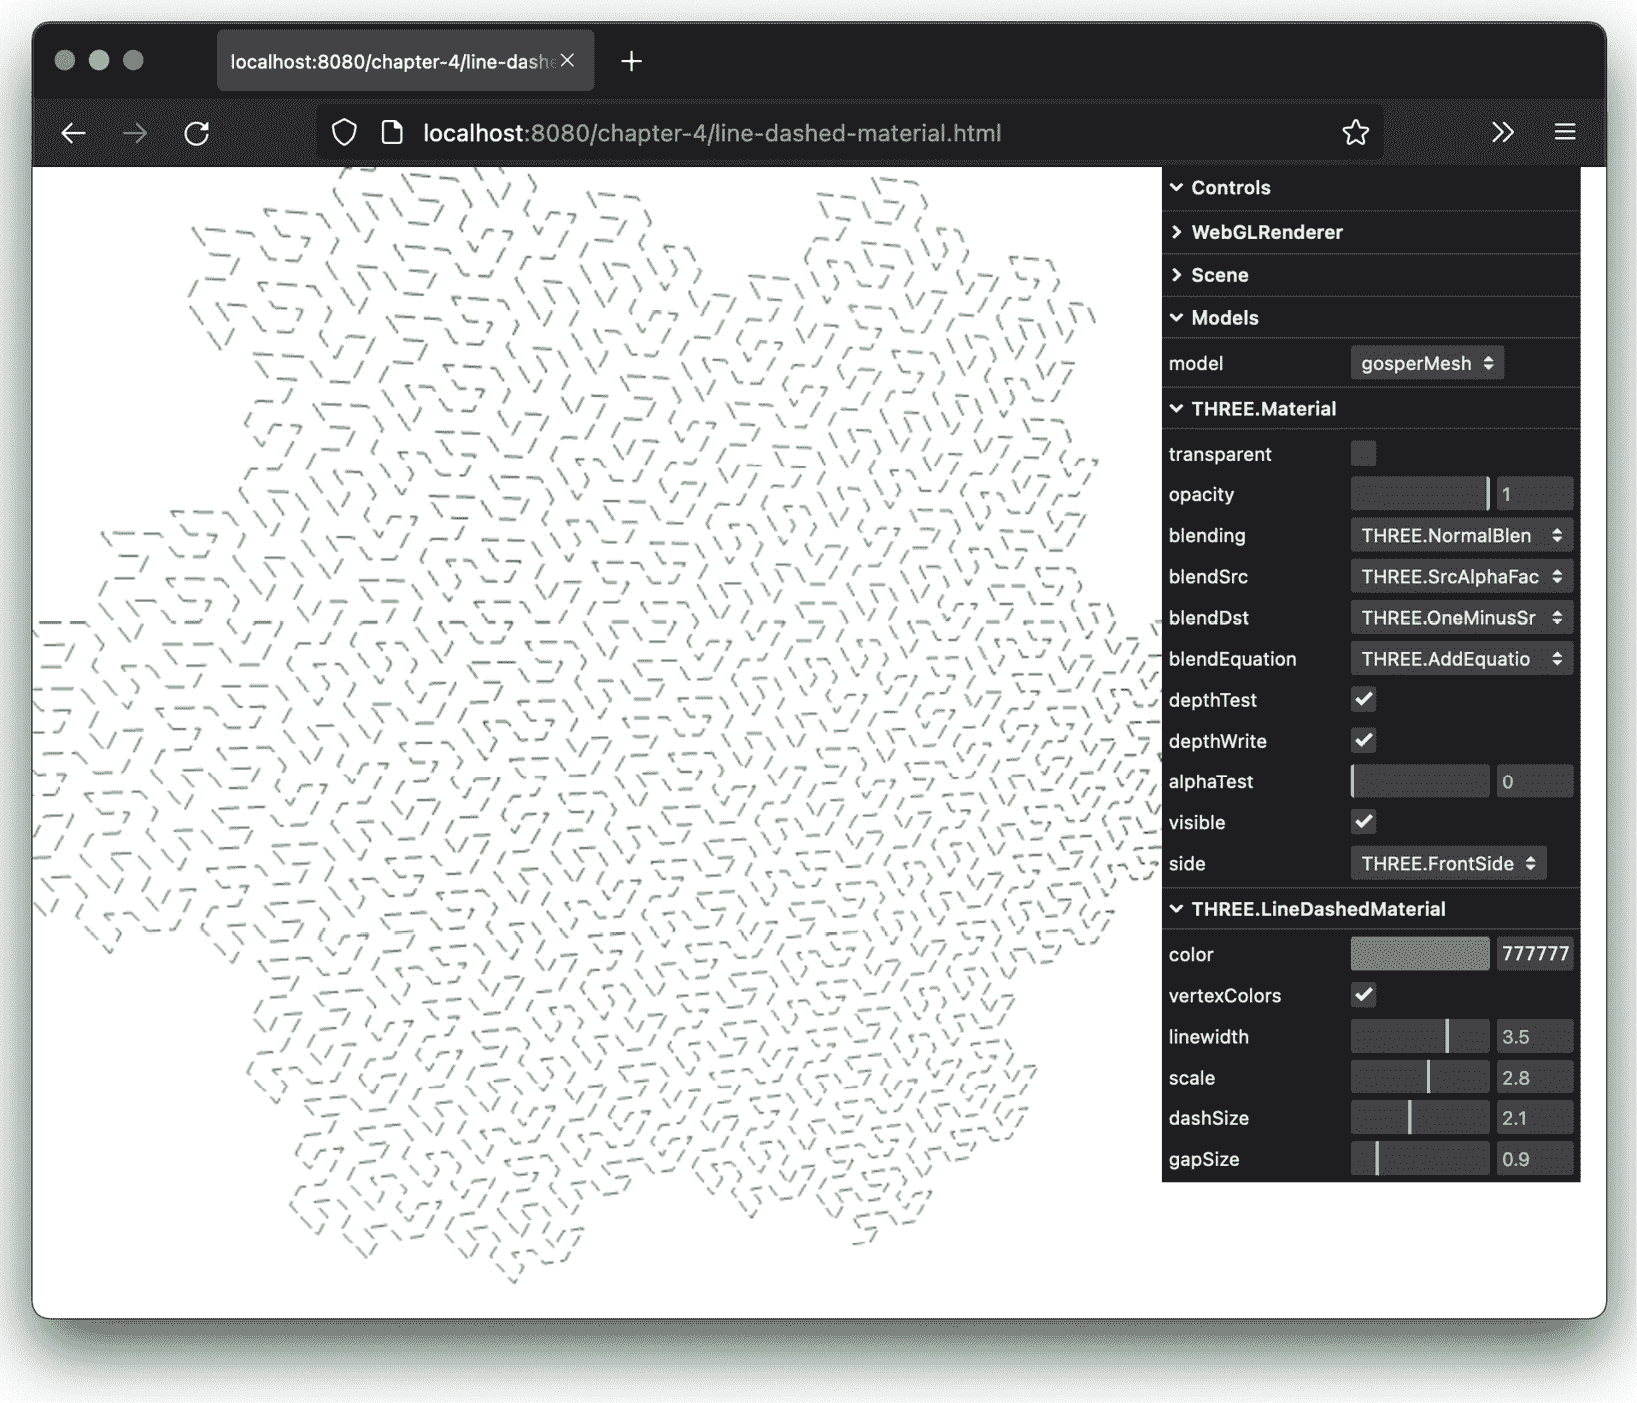 localhost:8080/chapter-4/line-dashe
localhost:8080/chapter-4/line-dashed-material.html
Controls
WebGLRenderer
Scene
Models
model gosperMesh
THREE.Material
transparent
opacity 1
blending THREE.NormalBlen
blendSrc THREE.SrcAlphaFac
blendDst THREE.OneMinusSr
blendEquation THREE.AddEquatio
depthTest
depthWrite
alphaTest 0
visible
side THREE.FrontSide
THREE.LineDashedMaterial
color 777777
vertexColors
linewidth 3.5
scale 2.8
dashSize 2.1
gapSize 0.9